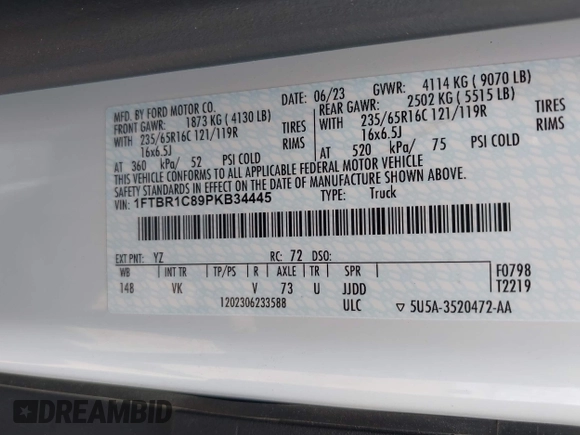 MFD. BY FORD MOTOR CO.
DATE: 06/23 GVWR: 4114 KG ( 9070 LB)
FRONT GAWR: 1873 KG ( 4130 LB)
REAR GAWR: 2502 KG ( 5515 LB)
WITH 235/65R16C 121/119R TIRES
WITH 235/65R16C 121/119R TIRES
16x6.5J RIMS
16x6.5J RIMS
AT 360 kPa/ 52 PSI COLD
AT 520 kPa/ 75 PSI COLD
THIS VEHICLE CONFORMS TO ALL APPLICABLE FEDERAL MOTOR VEHICLE
SAFETY STANDARDS IN EFFECT ON THE DATE OF MANUFACTURE SHOWN ABOVE.
VIN: 1FTBR1C89PKB34445 TYPE: Truck
EXT PNT: YZ RC: 72 DSO:
WB INT TR TP/PS R AXLE TR SPR F0798
148 VK V 73 U JJDD T2219
1202306233588 ULC ▽ 5U5A-3520472-AA
DREAMBID